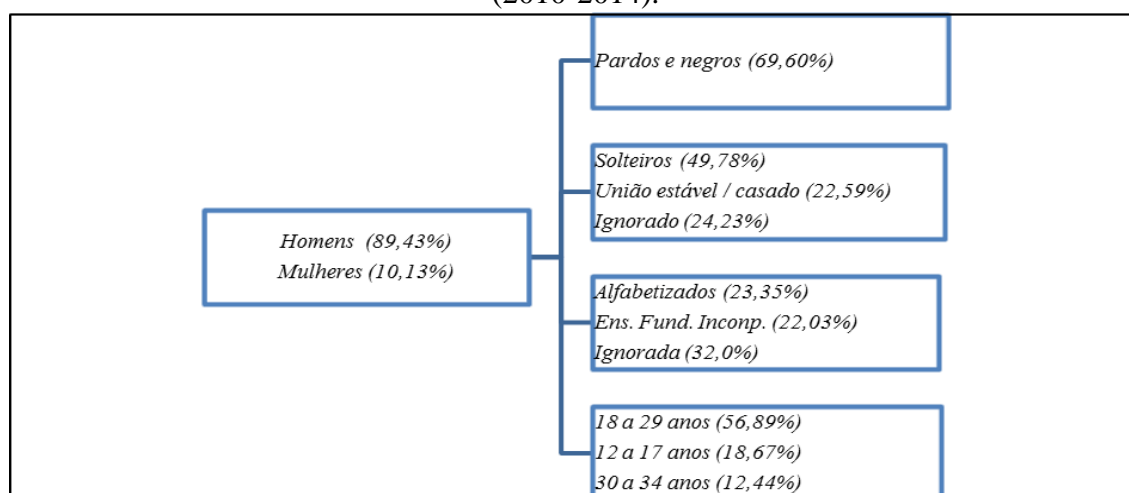 (2010-2014).
Pardos e negros (69,60%)
Solteiros (49,78%)
União estável / casado (22,59%)
Ignorado (24,23%)
Homens (89,43%)
Mulheres (10,13%)
Alfabetizados (23,35%)
Ens. Fund. Inconp. (22,03%)
Ignorada (32,0%)
18 a 29 anos (56,89%)
12 a 17 anos (18,67%)
30 a 34 anos (12,44%)